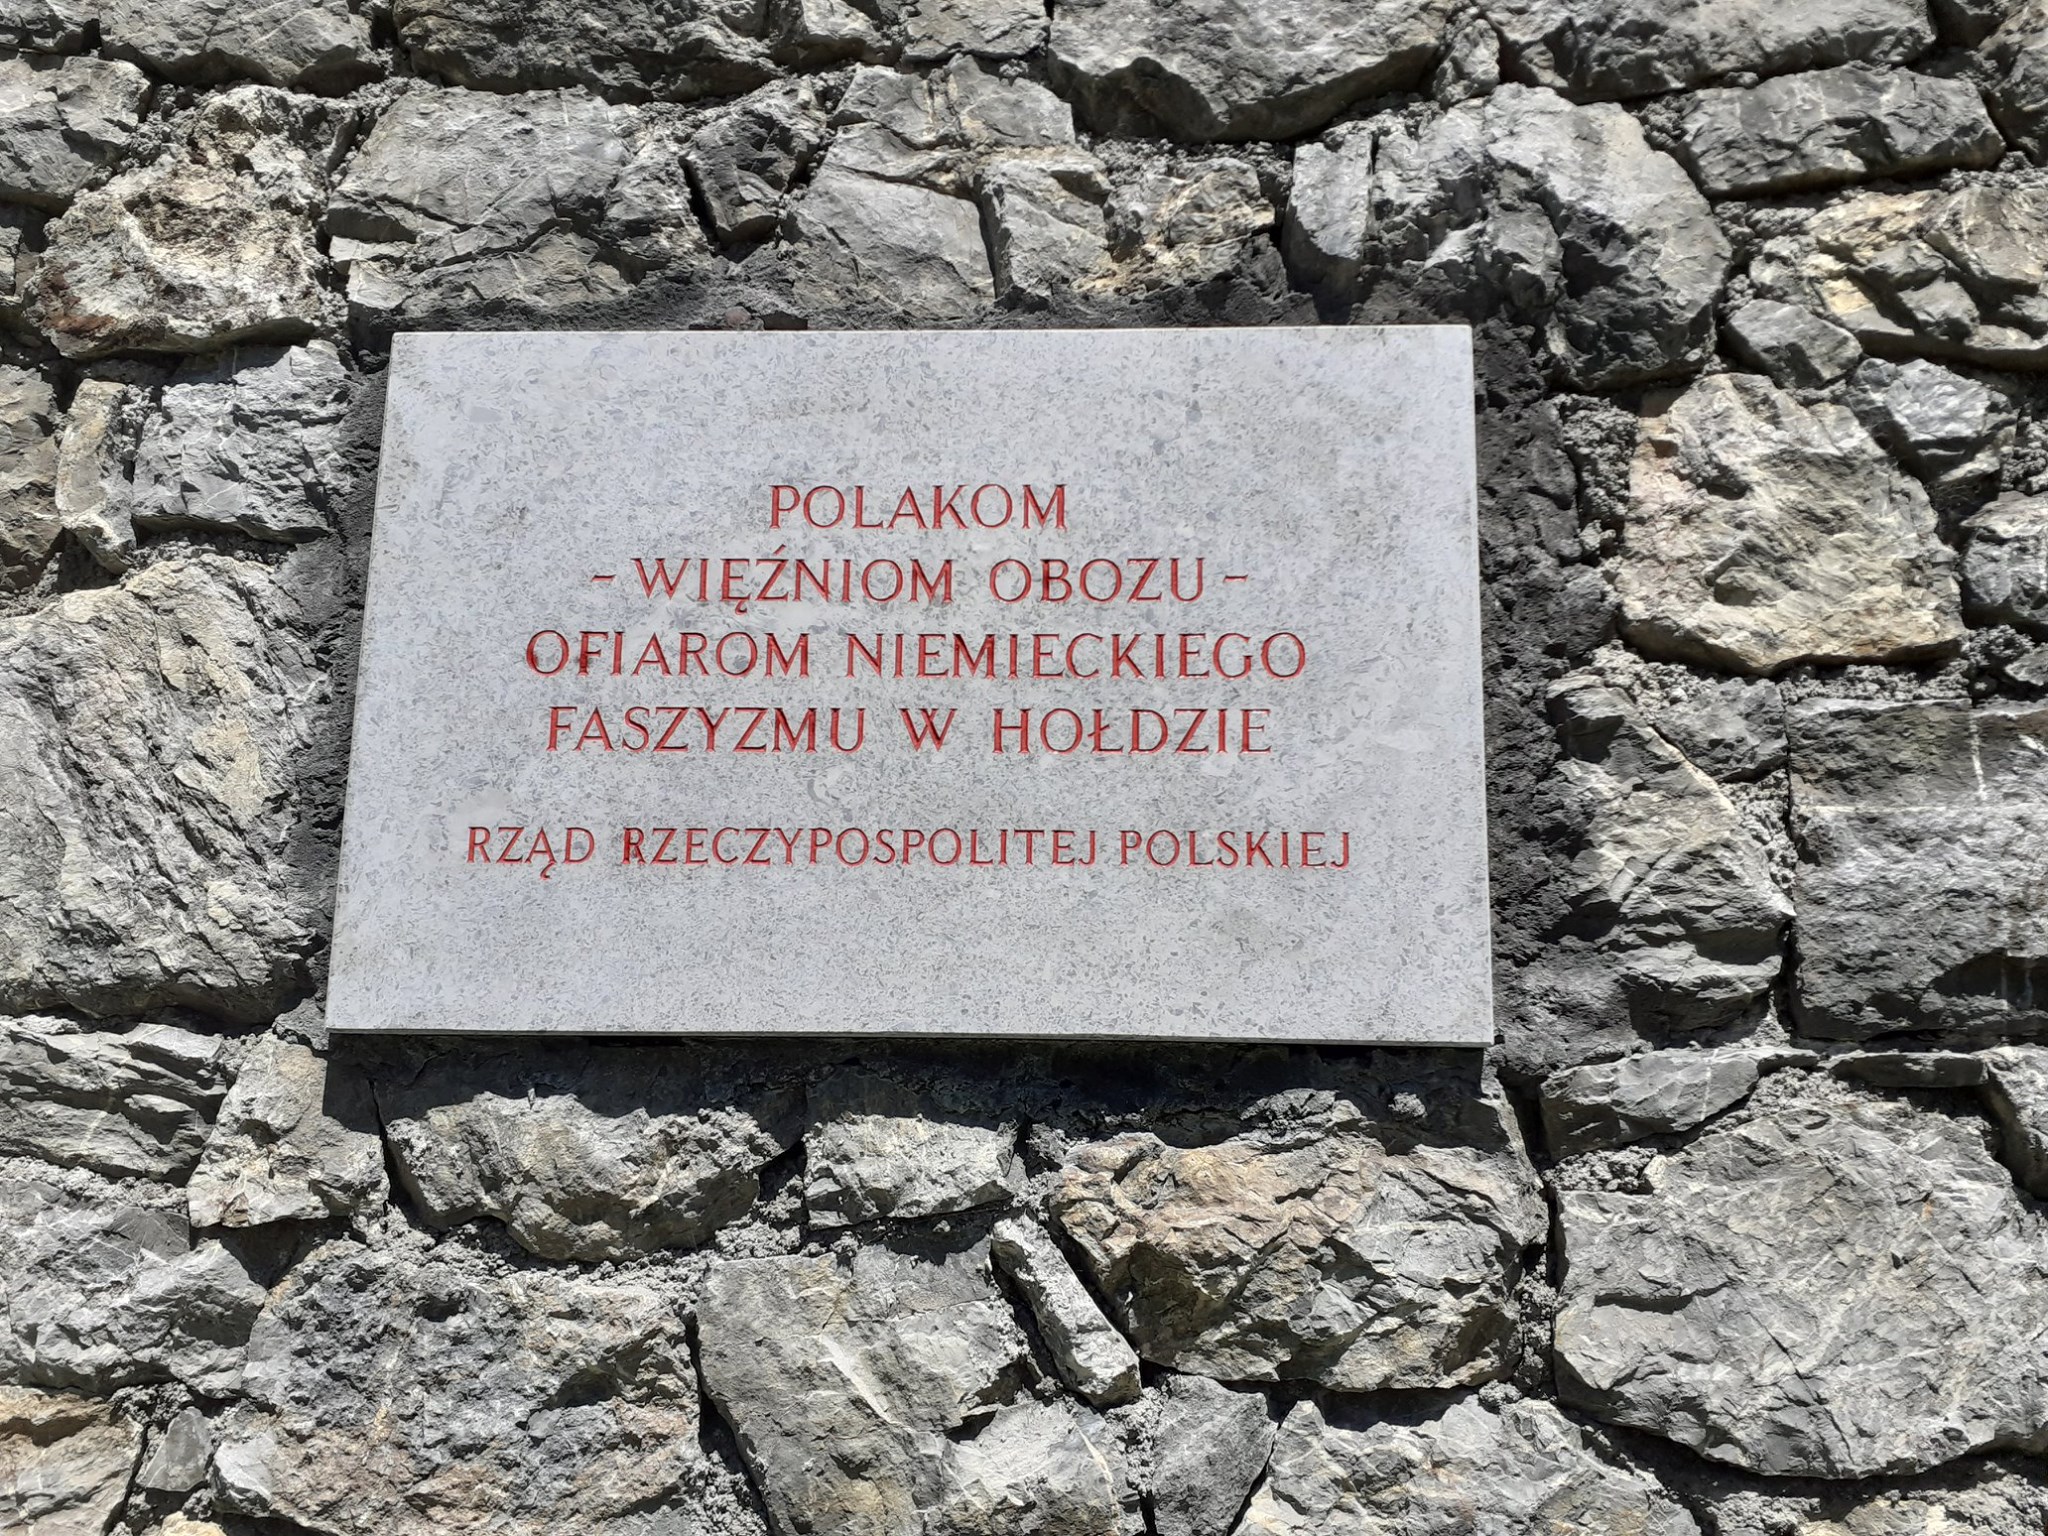 POLAKOM
- WIĘŹNIOM OBOZU -
OFIAROM NIEMIECKIEGO
FASZYZMU W HOŁDZIE
RZĄD RZECZYPOSPOLITEJ POLSKIEJ